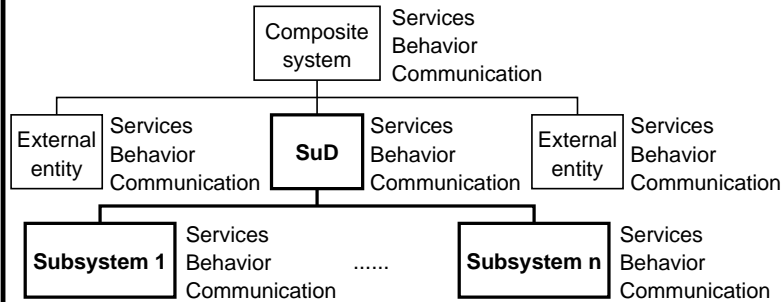 Composite
system
Services
Behavior
Communication
External
entity
Services
Behavior
Communication
SuD
Services
Behavior
Communication
External
entity
Services
Behavior
Communication
Subsystem 1
Services
Behavior
Communication
......
Subsystem n
Services
Behavior
Communication